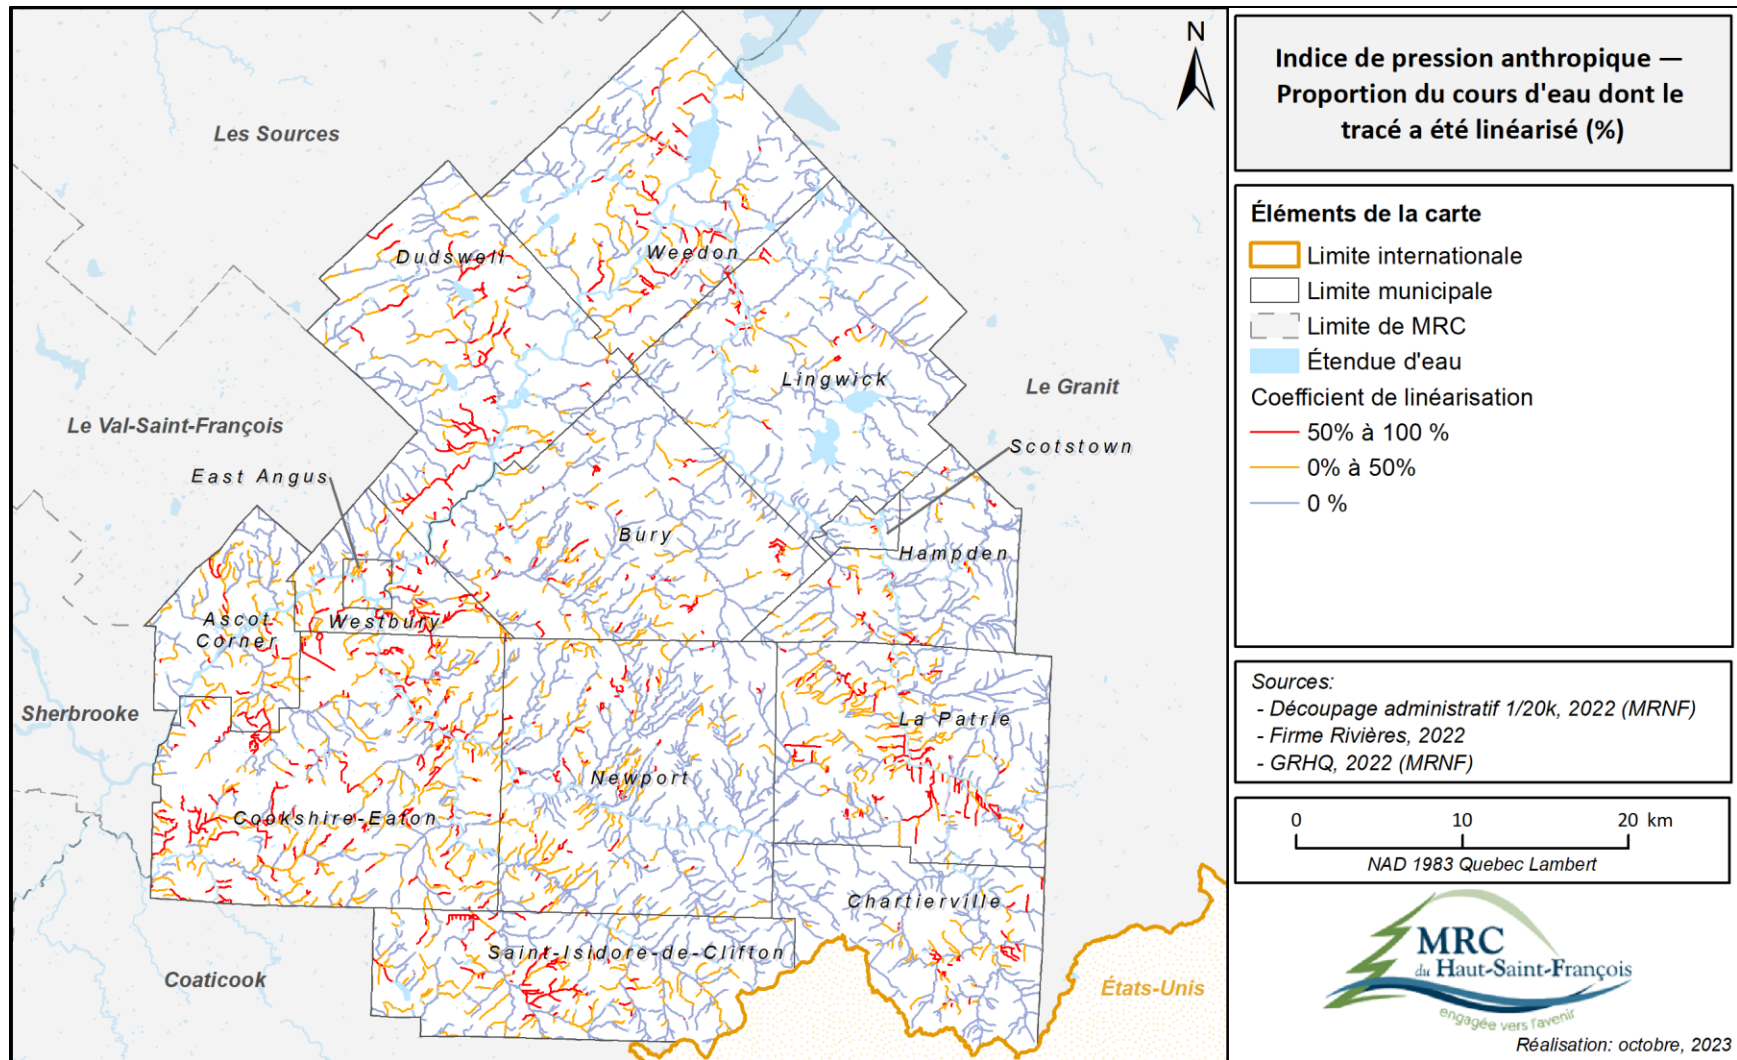 Les Sources
Dudswell
Weedon
Le Val-Saint-François
East Angus
Lingwick
Le Granit
Scotstown
Bury
Hampden
Ascot
Corner
Westbury
Sherbrooke
La Patrie
Newport
Cookshire-Eaton
Chartierville
Saint-Isidore-de-Clifton
Coaticook
États-Unis
N
Indice de pression anthropique —
Proportion du cours d'eau dont le
tracé a été linéarisé (%)
Éléments de la carte
Limite internationale
Limite municipale
Limite de MRC
Étendue d'eau
Coefficient de linéarisation
50% à 100 %
0% à 50%
0 %
Sources:
- Découpage administratif 1/20k, 2022 (MRNF)
- Firme Rivières, 2022
- GRHQ, 2022 (MRNF)
0 10 20 km
NAD 1983 Quebec Lambert
MRC
du Haut-Saint-François
engagée vers l'avenir
Réalisation: octobre, 2023